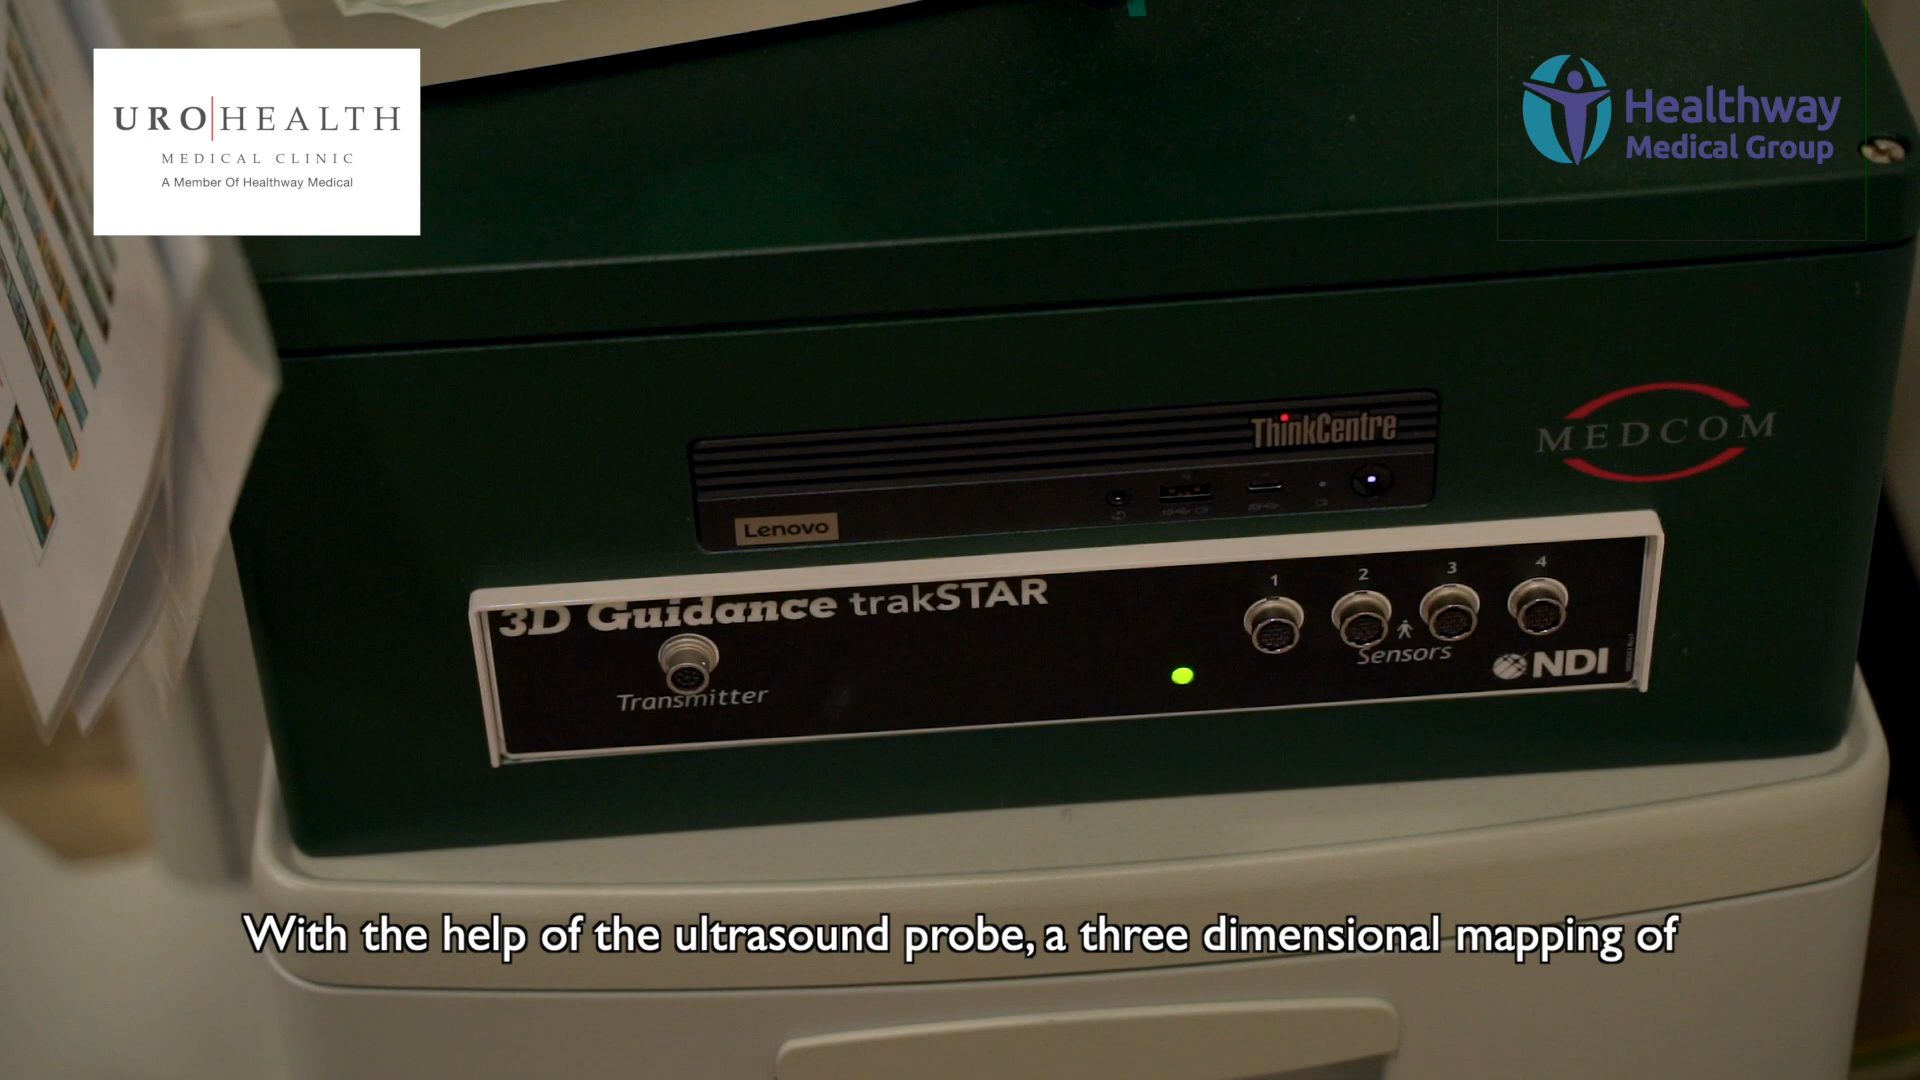 URO|HEALTH
MEDICAL CLINIC
A Member Of Healthway Medical
Healthway
Medical Group
ThinkCentre
MEDCOM
Lenovo
3D Guidance trakSTAR
1 2 3 4
Sensors
Transmitter
NDI
With the help of the ultrasound probe, a three dimensional mapping of